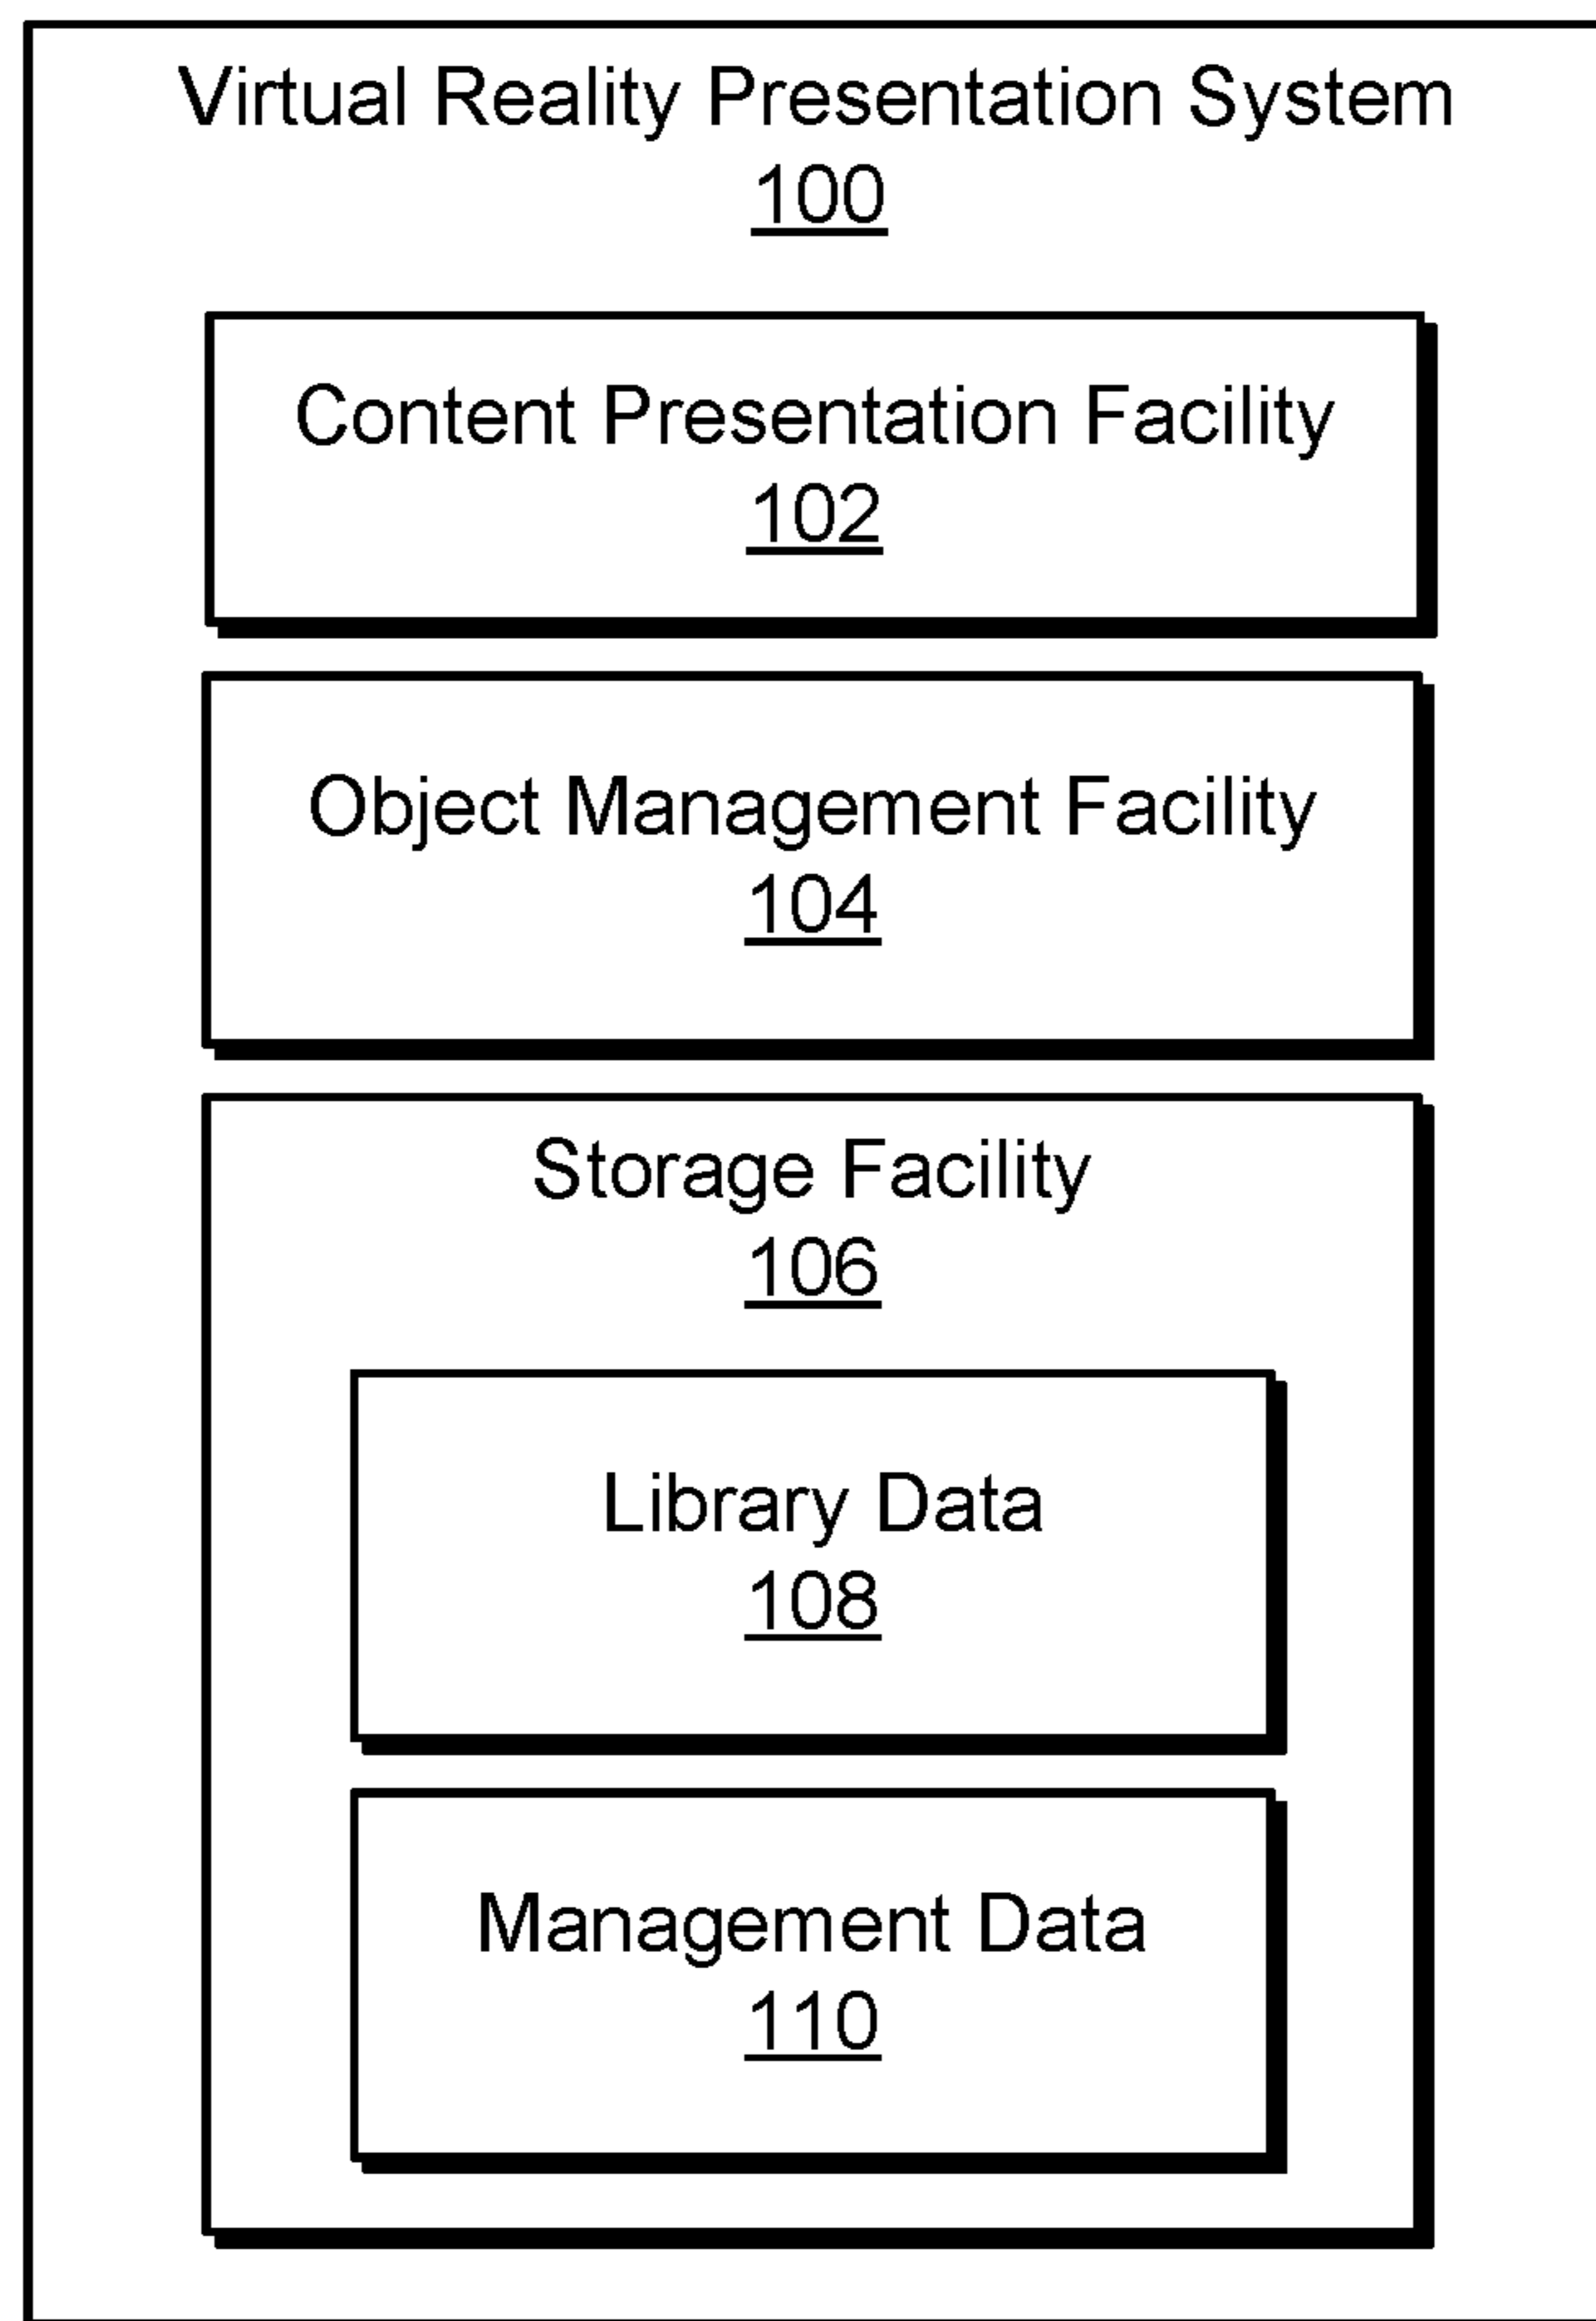 Virtual Reality Presentation System
100
Content Presentation Facility
102
Object Management Facility
104
Storage Facility
106
Library Data
108
Management Data
110